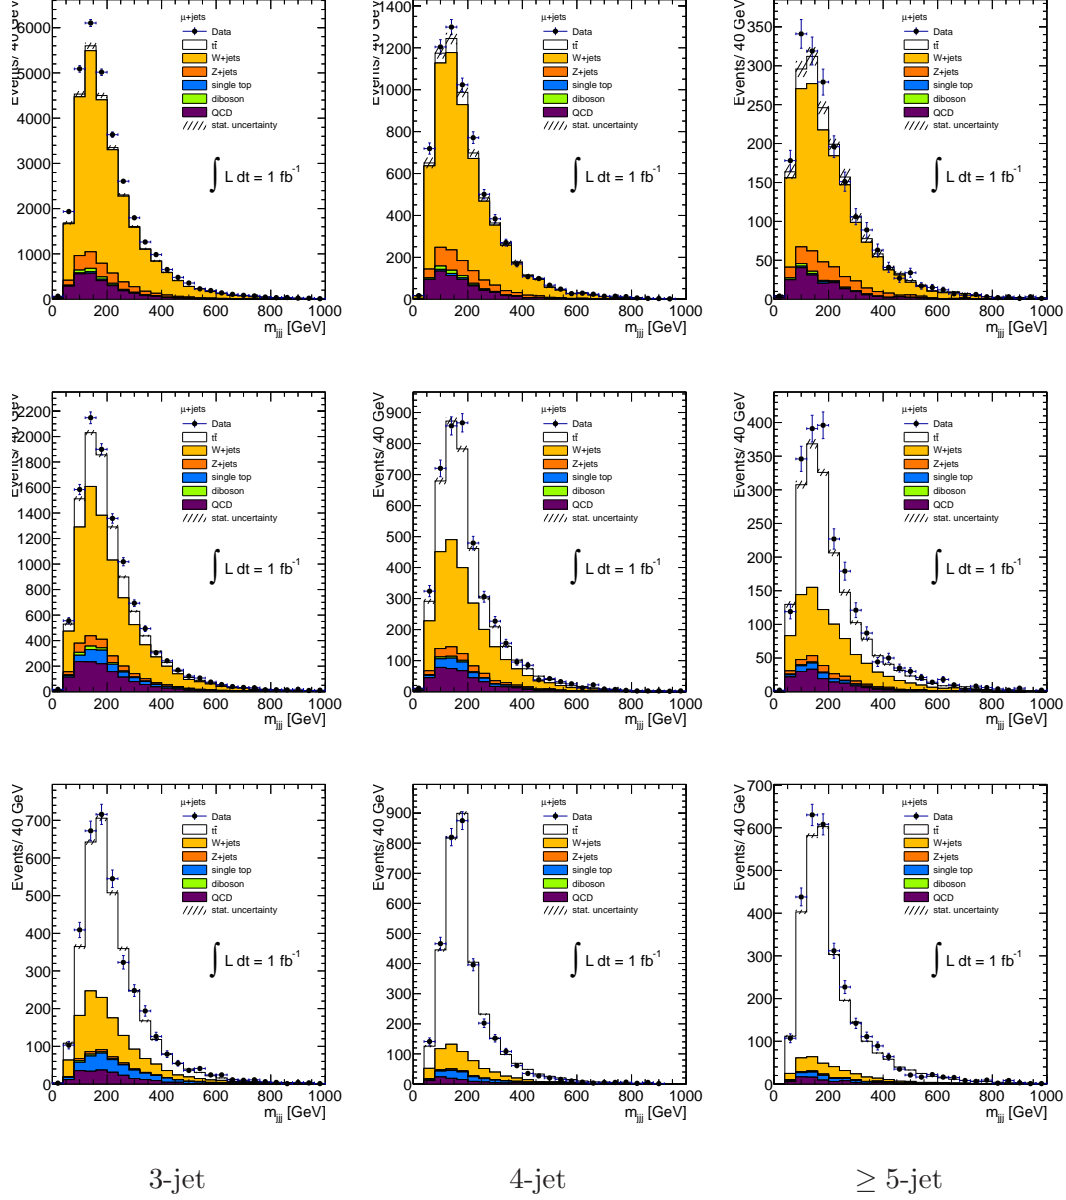 Events/ 40 GeV
6000
5000
4000
3000
2000
1000
0
μ+jets
Data
tt̄
W+jets
Z+jets
single top
diboson
QCD
stat. uncertainty
∫ L dt = 1 fb⁻¹
0 200 400 600 800 1000
m_jjj [GeV]
Events/ 40 GeV
1400
1200
1000
800
600
400
200
0
μ+jets
Data
tt̄
W+jets
Z+jets
single top
diboson
QCD
stat. uncertainty
∫ L dt = 1 fb⁻¹
0 200 400 600 800 1000
m_jjj [GeV]
Events/ 40 GeV
350
300
250
200
150
100
50
0
μ+jets
Data
tt̄
W+jets
Z+jets
single top
diboson
QCD
stat. uncertainty
∫ L dt = 1 fb⁻¹
0 200 400 600 800 1000
m_jjj [GeV]
Events/ 40 GeV
2200
2000
1800
1600
1400
1200
1000
800
600
400
200
0
μ+jets
Data
tt̄
W+jets
Z+jets
single top
diboson
QCD
stat. uncertainty
∫ L dt = 1 fb⁻¹
0 200 400 600 800 1000
m_jjj [GeV]
Events/ 40 GeV
900
800
700
600
500
400
300
200
100
0
μ+jets
Data
tt̄
W+jets
Z+jets
single top
diboson
QCD
stat. uncertainty
∫ L dt = 1 fb⁻¹
0 200 400 600 800 1000
m_jjj [GeV]
Events/ 40 GeV
400
350
300
250
200
150
100
50
0
μ+jets
Data
tt̄
W+jets
Z+jets
single top
diboson
QCD
stat. uncertainty
∫ L dt = 1 fb⁻¹
0 200 400 600 800 1000
m_jjj [GeV]
Events/ 40 GeV
700
600
500
400
300
200
100
0
μ+jets
Data
tt̄
W+jets
Z+jets
single top
diboson
QCD
stat. uncertainty
∫ L dt = 1 fb⁻¹
0 200 400 600 800 1000
m_jjj [GeV]
Events/ 40 GeV
900
800
700
600
500
400
300
200
100
0
μ+jets
Data
tt̄
W+jets
Z+jets
single top
diboson
QCD
stat. uncertainty
∫ L dt = 1 fb⁻¹
0 200 400 600 800 1000
m_jjj [GeV]
Events/ 40 GeV
700
600
500
400
300
200
100
0
μ+jets
Data
tt̄
W+jets
Z+jets
single top
diboson
QCD
stat. uncertainty
∫ L dt = 1 fb⁻¹
0 200 400 600 800 1000
m_jjj [GeV]
3-jet 4-jet ≥ 5-jet